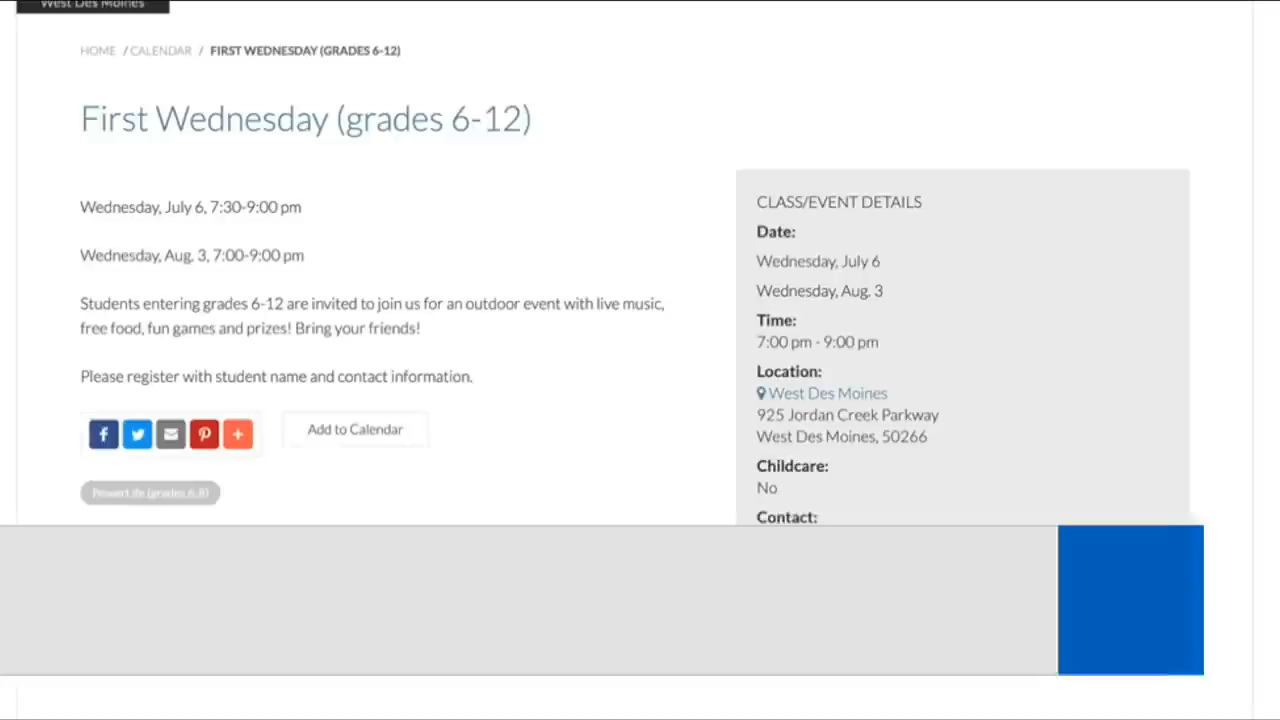 West Des Moines
HOME / CALENDAR / FIRST WEDNESDAY (GRADES 6-12)
First Wednesday (grades 6-12)
Wednesday, July 6, 7:30-9:00 pm
Wednesday, Aug. 3, 7:00-9:00 pm
Students entering grades 6-12 are invited to join us for an outdoor event with live music,
free food, fun games and prizes! Bring your friends!
Please register with student name and contact information.
Add to Calendar
PowerLife (grades 6-8)
CLASS/EVENT DETAILS
Date:
Wednesday, July 6
Wednesday, Aug. 3
Time:
7:00 pm - 9:00 pm
Location:
West Des Moines
925 Jordan Creek Parkway
West Des Moines, 50266
Childcare:
No
Contact: